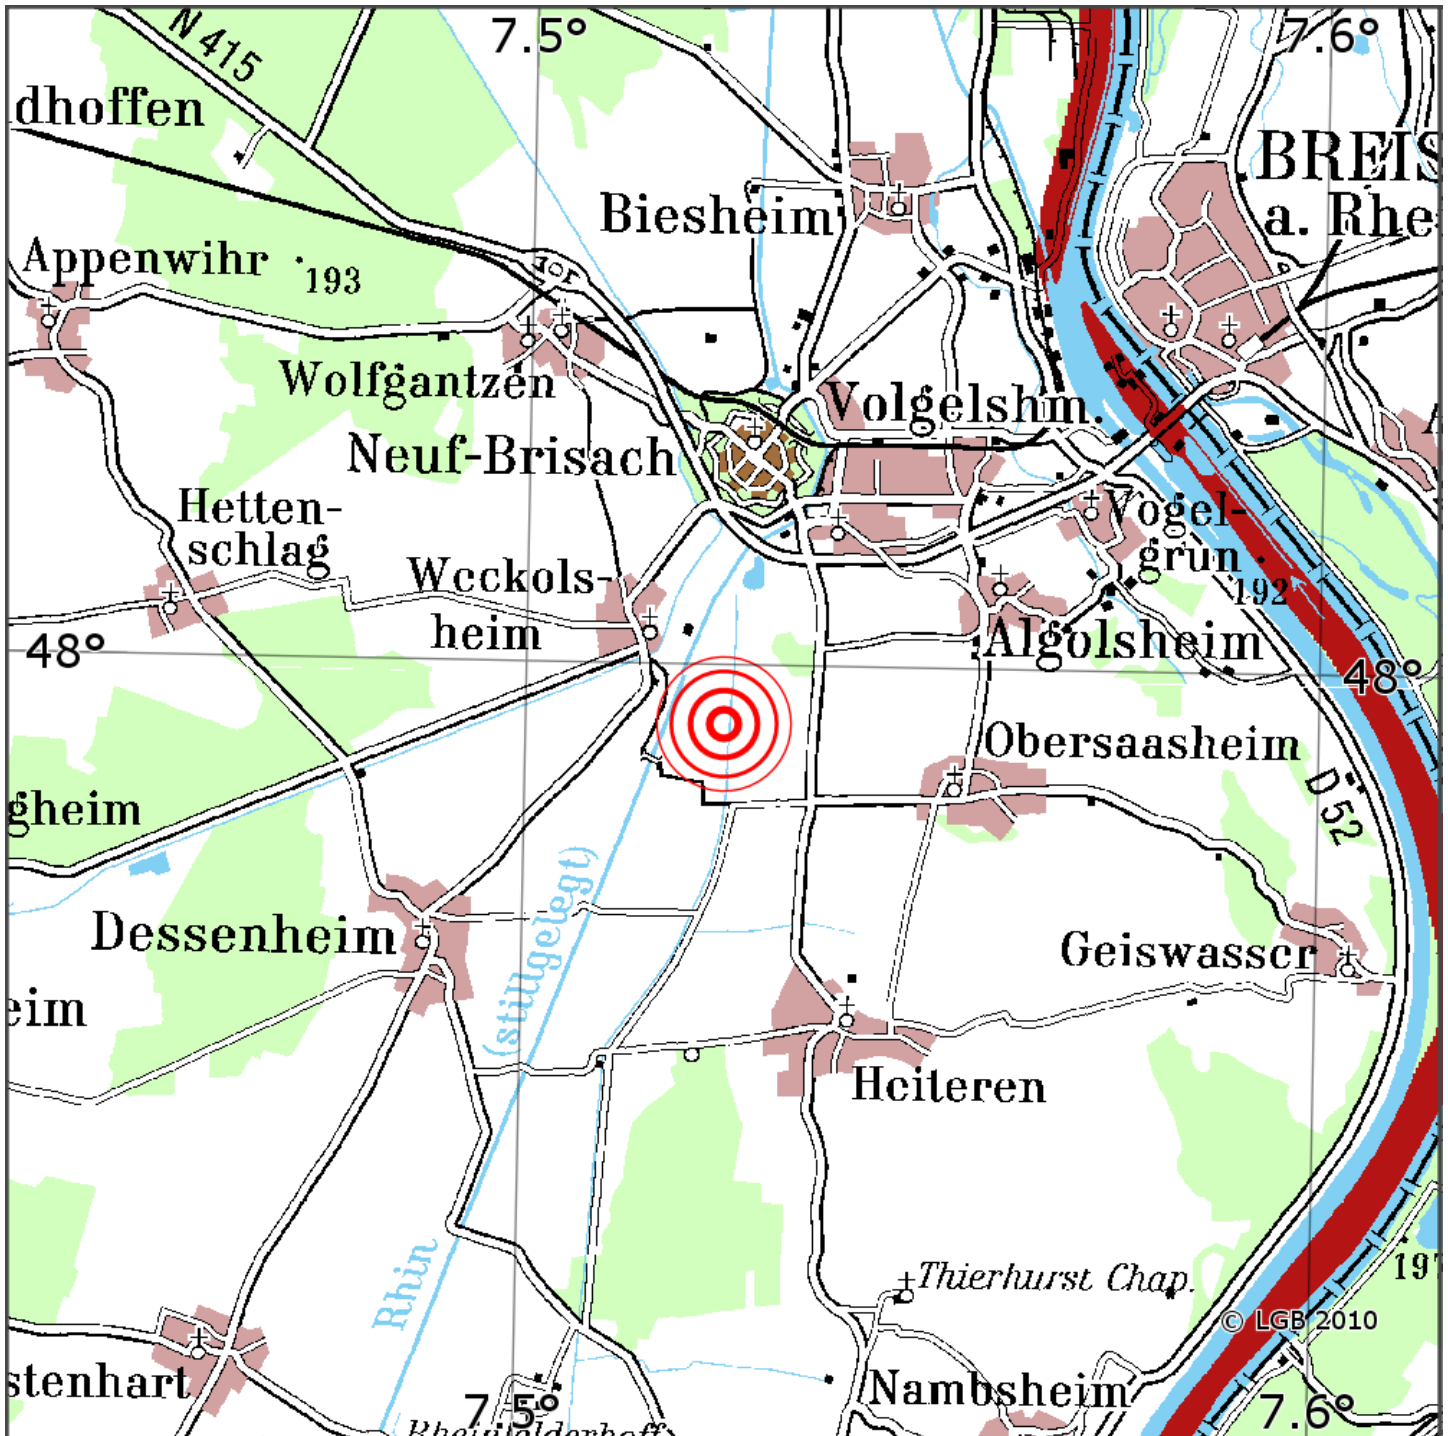 7.5°
7.6°
N 415
dhoffen
BREIS
a. Rhe
Biesheim
Appenwihr
193
Wolfgantzen
Volgelshm.
Neuf-Brisach
Hetten-
schlag
Vogel-
grun
192
Weckols-
heim
48°
Algolsheim
48°
Obersaasheim
D 52
gheim
Dessenheim
(stillgelegt)
Geiswasser
eim
Heiteren
Rhin
Thierhurst Chap.
197
© LGB 2010
stenhart
Nambsheim
7.5°
7.6°